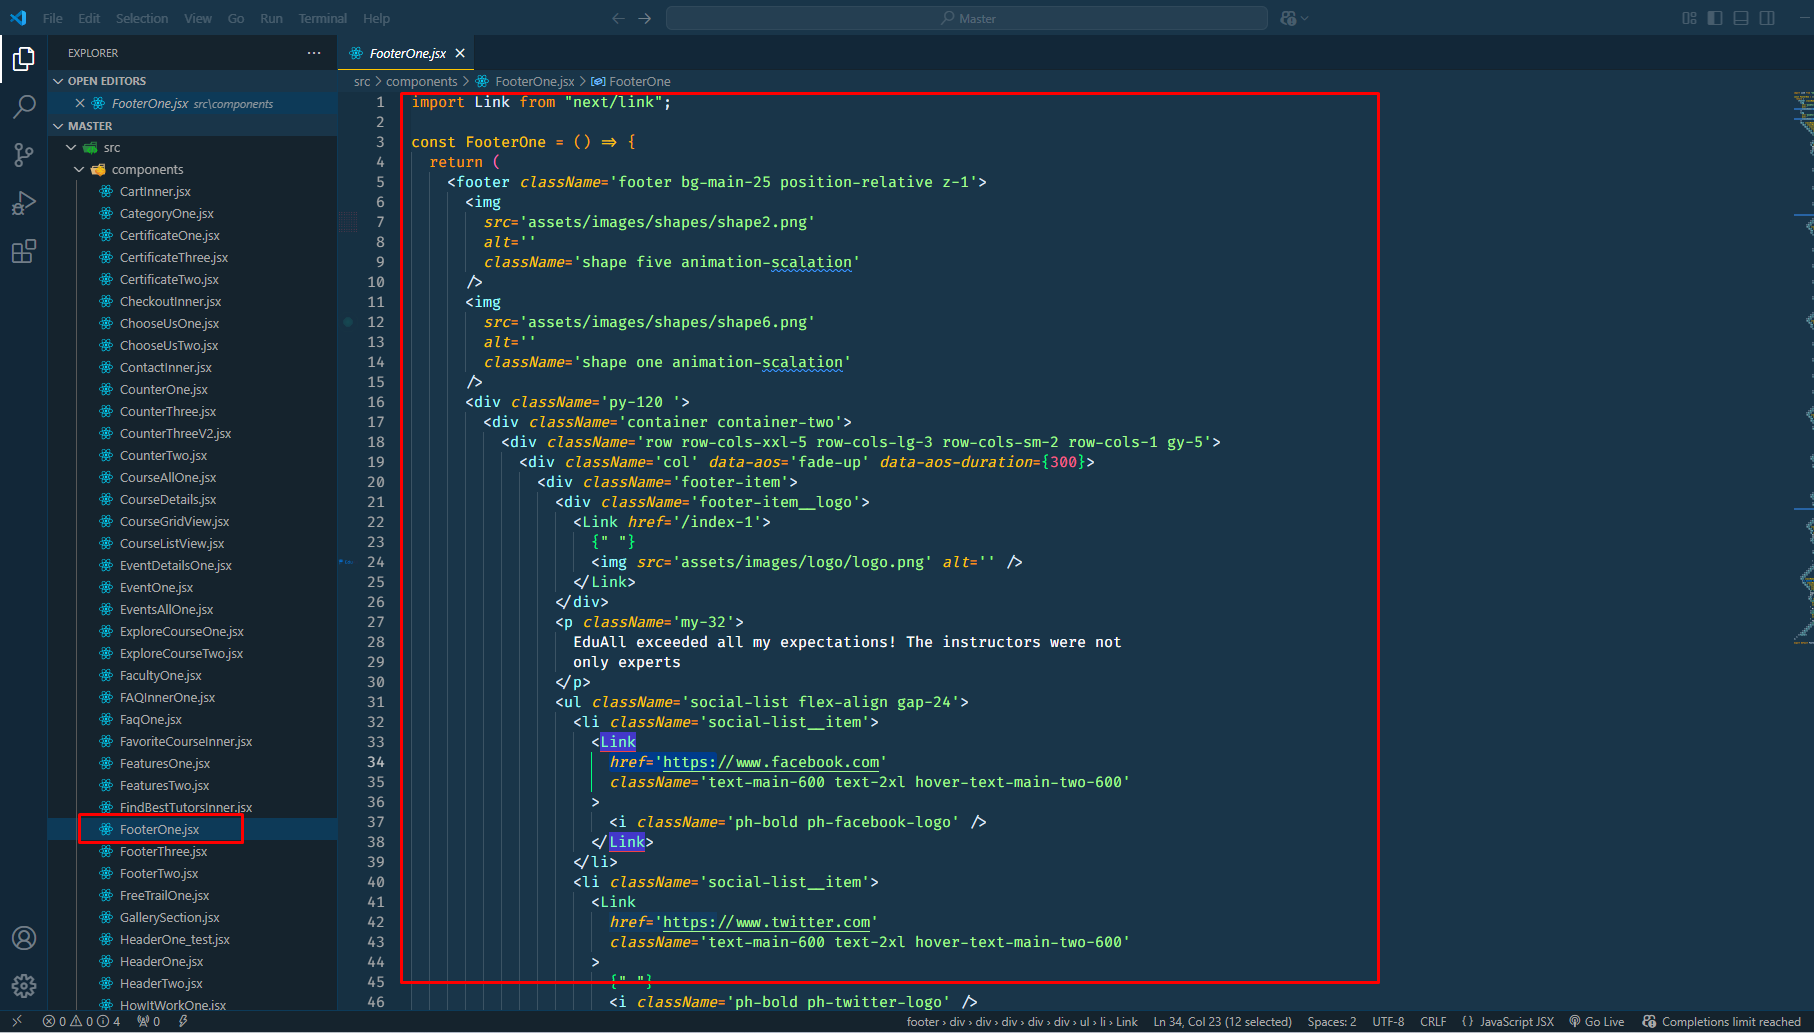 File Edit Selection View Go Run Terminal Help
Master
EXPLORER
OPEN EDITORS
FooterOne.jsx src\components
MASTER
src
components
CartInner.jsx
CategoryOne.jsx
CertificateOne.jsx
CertificateThree.jsx
CertificateTwo.jsx
CheckoutInner.jsx
ChooseUsOne.jsx
ChooseUsTwo.jsx
ContactInner.jsx
CounterOne.jsx
CounterThree.jsx
CounterThreeV2.jsx
CounterTwo.jsx
CourseAllOne.jsx
CourseDetails.jsx
CourseGridView.jsx
CourseListView.jsx
EventDetailsOne.jsx
EventOne.jsx
EventsAllOne.jsx
ExploreCourseOne.jsx
ExploreCourseTwo.jsx
FacultyOne.jsx
FAQInnerOne.jsx
FaqOne.jsx
FavoriteCourseInner.jsx
FeaturesOne.jsx
FeaturesTwo.jsx
FindBestTutorsInner.jsx
FooterOne.jsx
FooterThree.jsx
FooterTwo.jsx
FreeTrailOne.jsx
GallerySection.jsx
HeaderOne_test.jsx
HeaderOne.jsx
HeaderTwo.jsx
HowItWorkOne.jsx
FooterOne.jsx
src > components > FooterOne.jsx > FooterOne
1 import Link from "next/link";
2
3 const FooterOne = () => {
4 return (
5 <footer className='footer bg-main-25 position-relative z-1'>
6 <img
7 src='assets/images/shapes/shape2.png'
8 alt=''
9 className='shape five animation-scalation'
10 />
11 <img
12 src='assets/images/shapes/shape6.png'
13 alt=''
14 className='shape one animation-scalation'
15 />
16 <div className='py-120 '>
17 <div className='container container-two'>
18 <div className='row row-cols-xxl-5 row-cols-lg-3 row-cols-sm-2 row-cols-1 gy-5'>
19 <div className='col' data-aos='fade-up' data-aos-duration={300}>
20 <div className='footer-item'>
21 <div className='footer-item__logo'>
22 <Link href='/index-1'>
23 {" "}
24 <img src='assets/images/logo/logo.png' alt='' />
25 </Link>
26 </div>
27 <p className='my-32'>
28 EduAll exceeded all my expectations! The instructors were not
29 only experts
30 </p>
31 <ul className='social-list flex-align gap-24'>
32 <li className='social-list__item'>
33 <Link
34 href='https://www.facebook.com'
35 className='text-main-600 text-2xl hover-text-main-two-600'
36 >
37 <i className='ph-bold ph-facebook-logo' />
38 </Link>
39 </li>
40 <li className='social-list__item'>
41 <Link
42 href='https://www.twitter.com'
43 className='text-main-600 text-2xl hover-text-main-two-600'
44 >
45 {" "}
46 <i className='ph-bold ph-twitter-logo' />
0 0 4 0 footer > div > div > div > div > div > ul > li > Link Ln 34, Col 23 (12 selected) Spaces: 2 UTF-8 CRLF {} JavaScript JSX Go Live Completions limit reached